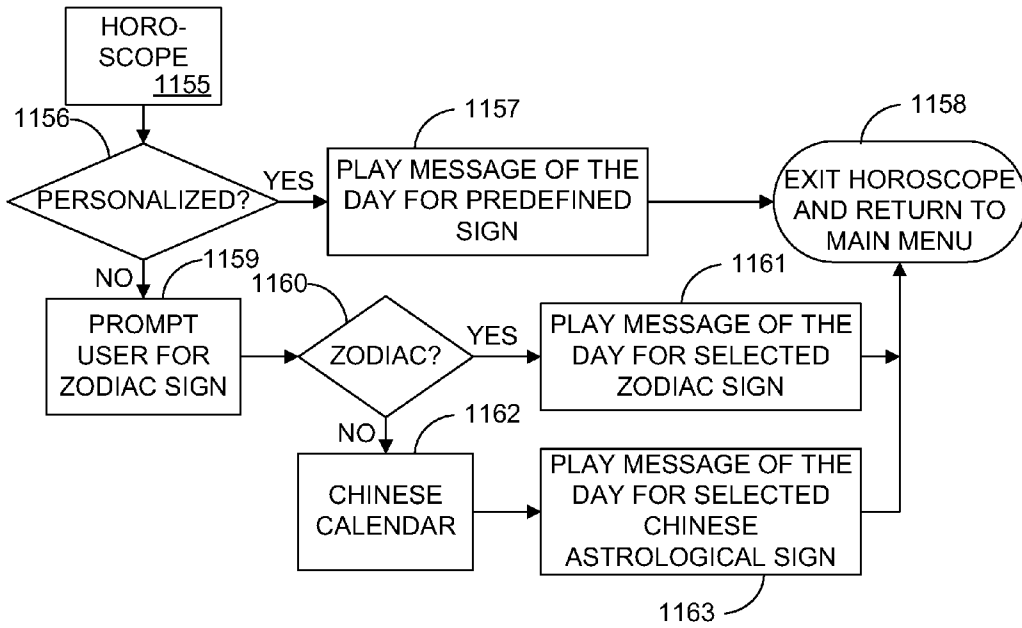 HORO-
SCOPE
1155
1156
PERSONALIZED?
YES
1157
PLAY MESSAGE OF THE
DAY FOR PREDEFINED
SIGN
1158
EXIT HOROSCOPE
AND RETURN TO
MAIN MENU
NO
1159
PROMPT
USER FOR
ZODIAC SIGN
1160
ZODIAC?
YES
1161
PLAY MESSAGE OF THE
DAY FOR SELECTED
ZODIAC SIGN
NO
1162
CHINESE
CALENDAR
PLAY MESSAGE OF THE
DAY FOR SELECTED
CHINESE
ASTROLOGICAL SIGN
1163